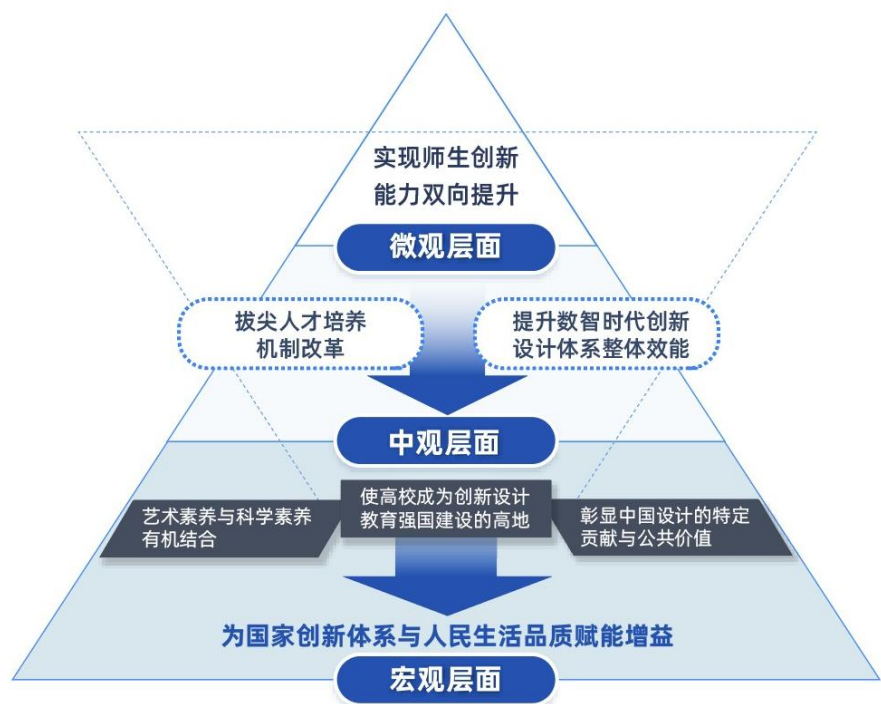 实现师生创新
能力双向提升
微观层面
拔尖人才培养
机制改革
提升数智时代创新
设计体系整体效能
中观层面
艺术素养与科学素养
有机结合
使高校成为创新设计
教育强国建设的高地
彰显中国设计的特定
贡献与公共价值
为国家创新体系与人民生活品质赋能增益
宏观层面